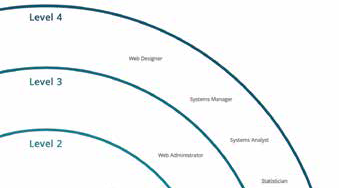 Level 4
Web Designer
Level 3
Systems Manager
Systems Analyst
Level 2
Web Administrator
Statistician